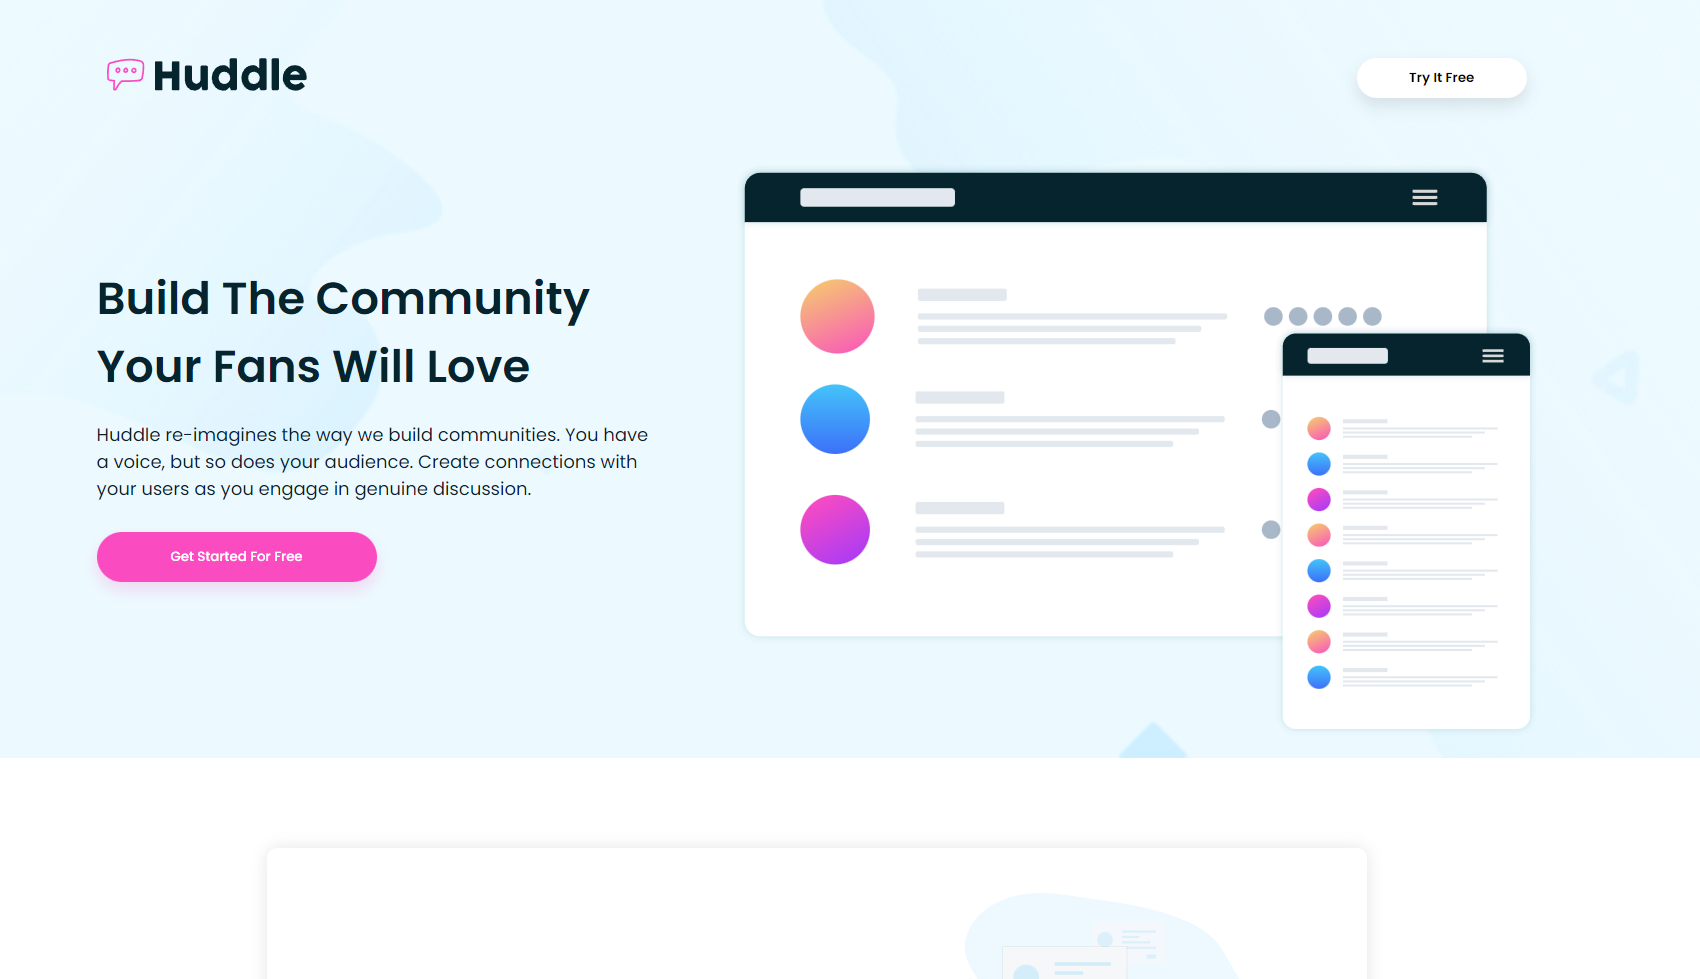 Huddle
Try It Free
Build The Community
Your Fans Will Love
Huddle re-imagines the way we build communities. You have
a voice, but so does your audience. Create connections with
your users as you engage in genuine discussion.
Get Started For Free